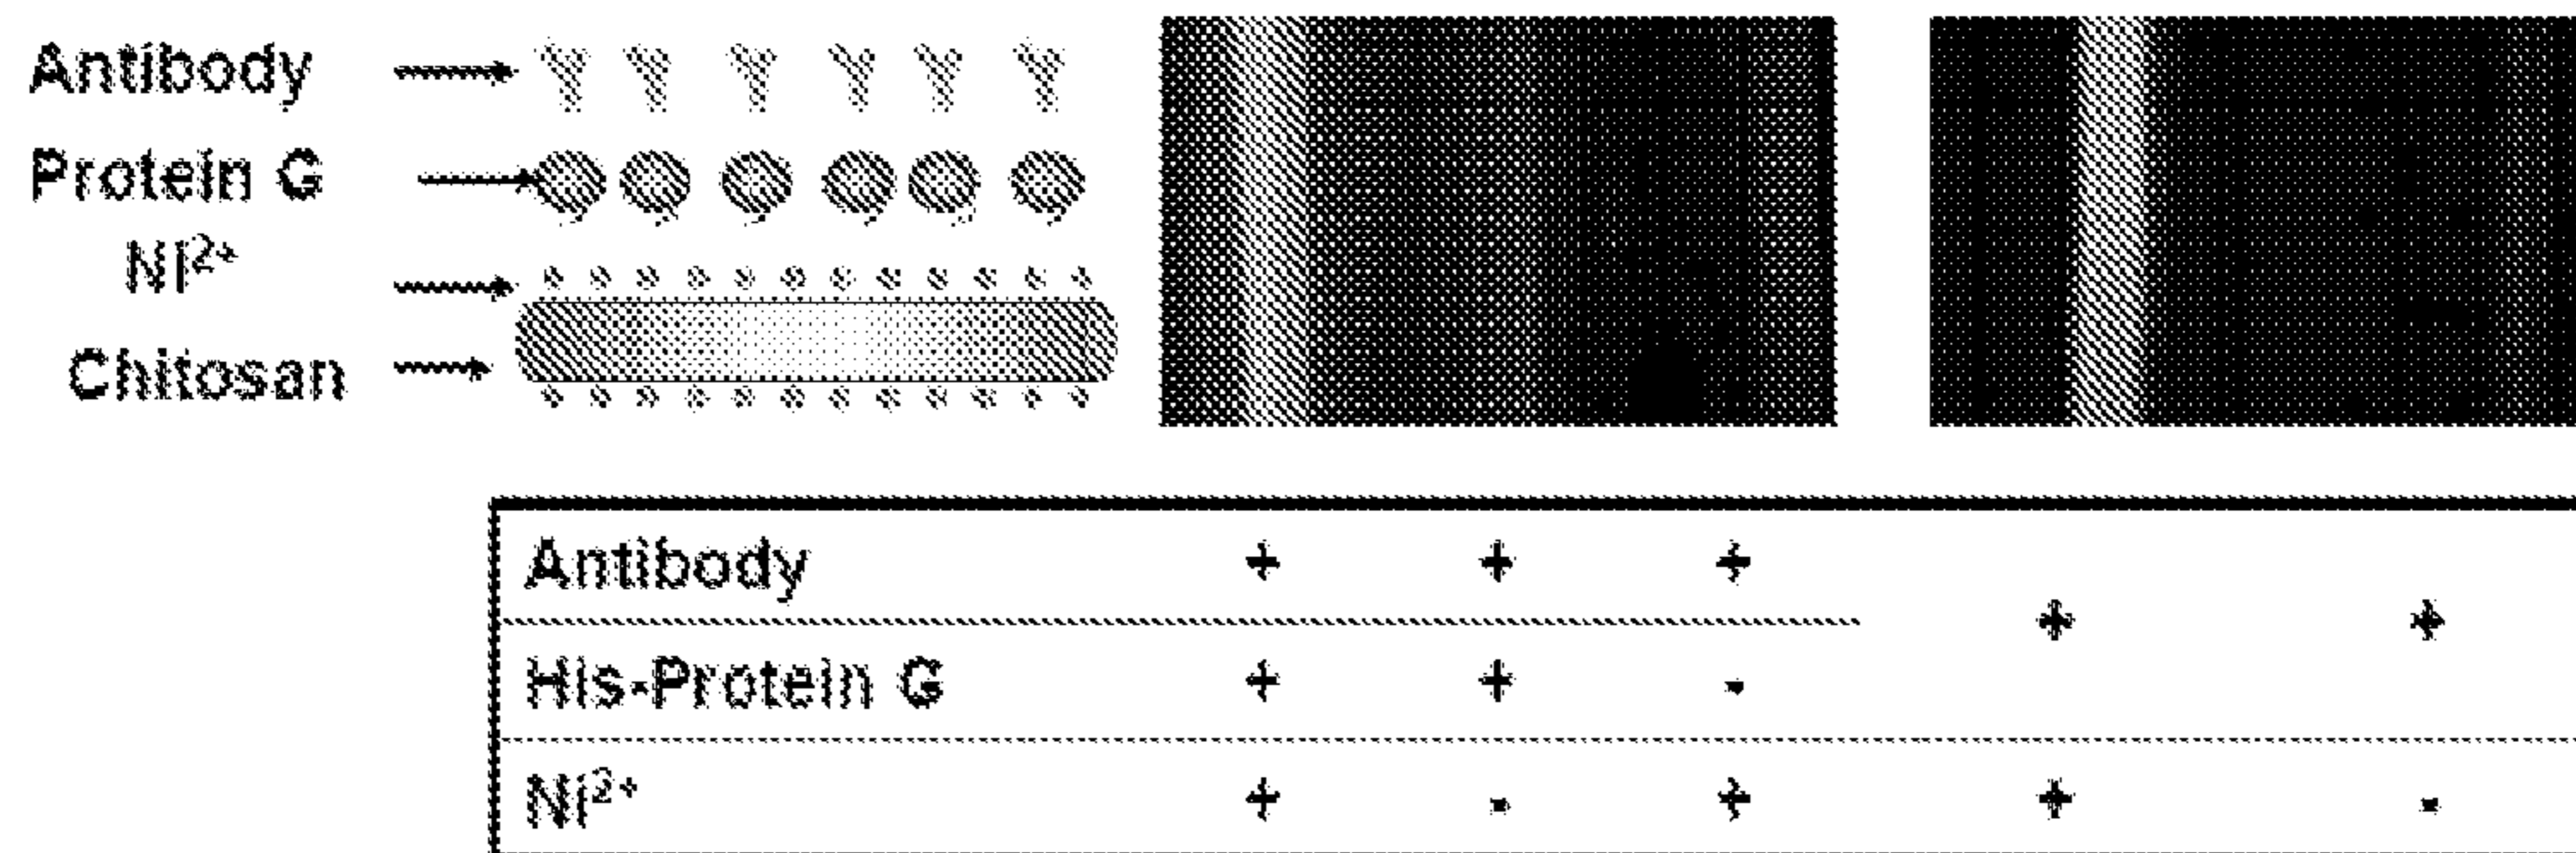 Antibody
Protein G
Ni²⁺
Chitosan
Antibody + + +
+ +
His-Protein G + + -
Ni²⁺ + - + + -